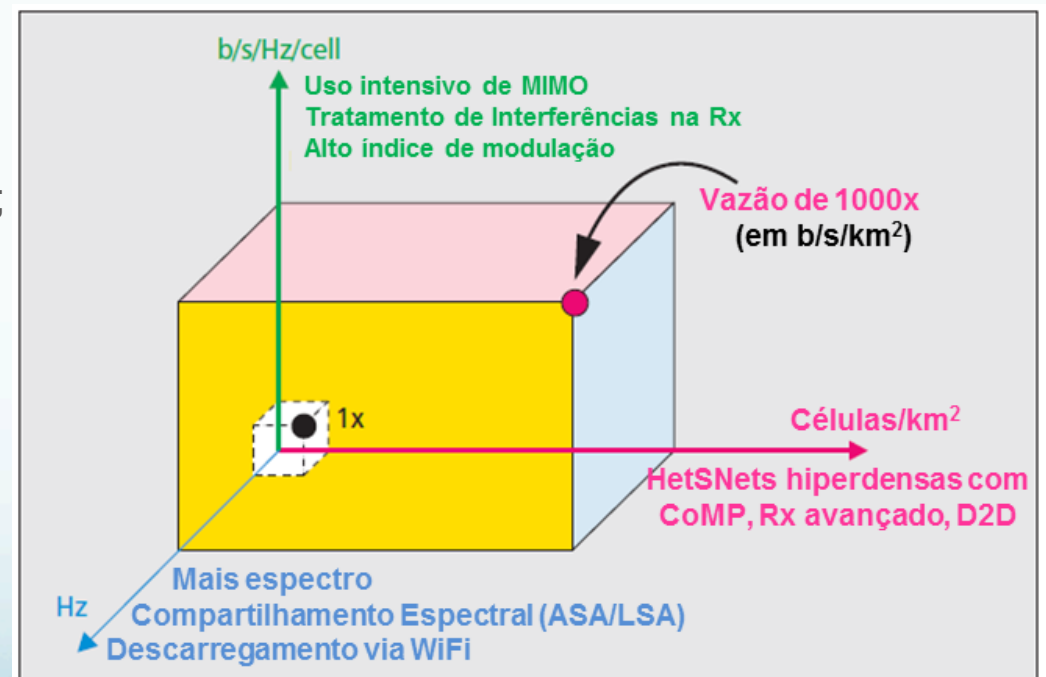 b/s/Hz/cell
Uso intensivo de MIMO
Tratamento de Interferências na Rx
Alto índice de modulação
;
Vazão de 1000x
(em b/s/km²)
1x
Células/km²
HetSNets hiperdensas com
CoMP, Rx avançado, D2D
Mais espectro
Hz
Compartilhamento Espectral (ASA/LSA)
Descarregamento via WiFi